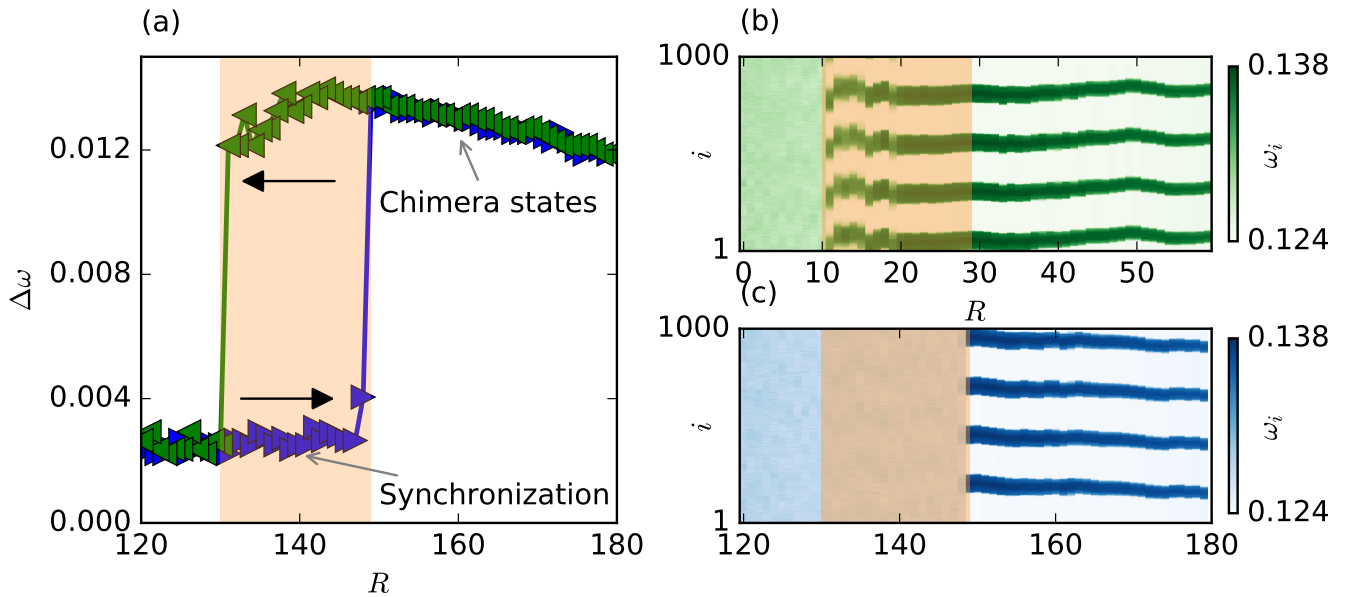 (a)
0.012
0.008
0.004
0.000
Δω
Chimera states
Synchronization
120 140 160 180
R
(b)
1000
i
1
0 10 20 30 40 50
R
0.138
ω_i
0.124
(c)
1000
i
1
120 140 160 180
0.138
ω_i
0.124